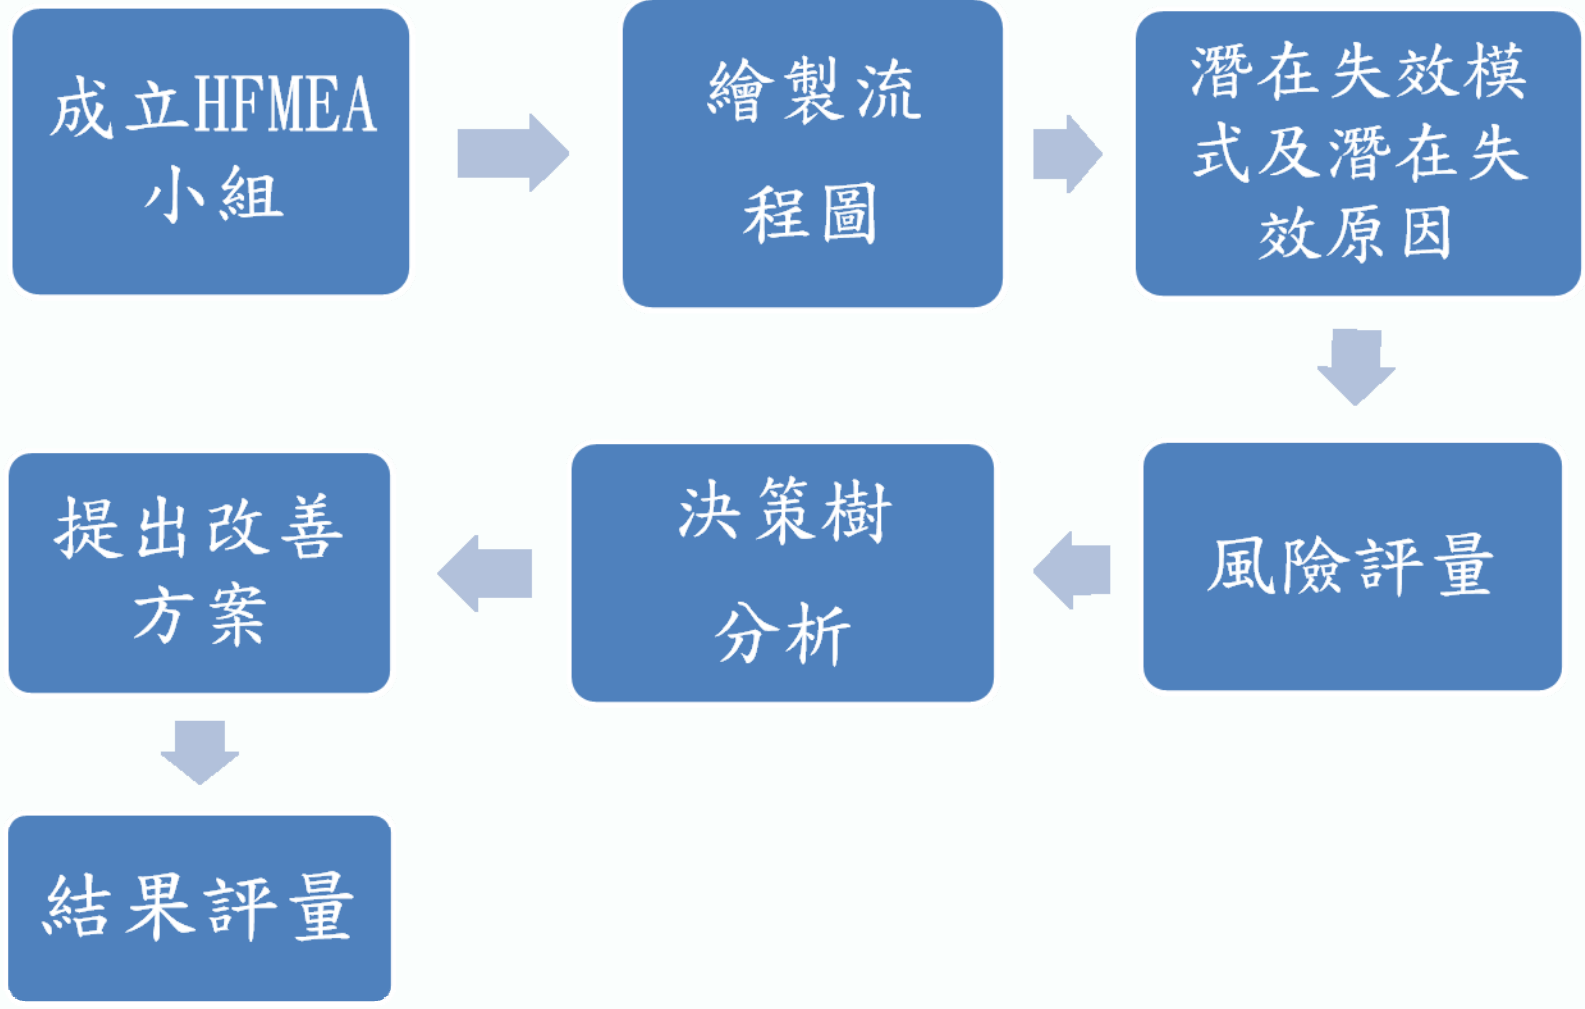 成立HFMEA
小組
繪製流
程圖
潛在失效模
式及潛在失
效原因
風險評量
決策樹
分析
提出改善
方案
結果評量